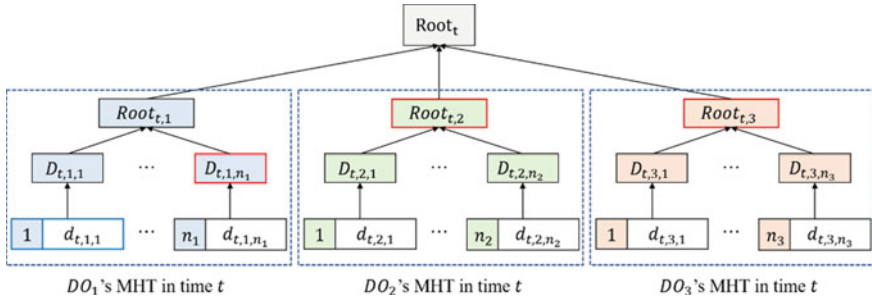 Root_t
Root_{t,1} Root_{t,2} Root_{t,3}
D_{t,1,1} ... D_{t,1,n_1} D_{t,2,1} ... D_{t,2,n_2} D_{t,3,1} ... D_{t,3,n_3}
1 d_{t,1,1} ... n_1 d_{t,1,n_1} 1 d_{t,2,1} ... n_2 d_{t,2,n_2} 1 d_{t,3,1} ... n_3 d_{t,3,n_3}
DO_1's MHT in time t DO_2's MHT in time t DO_3's MHT in time t